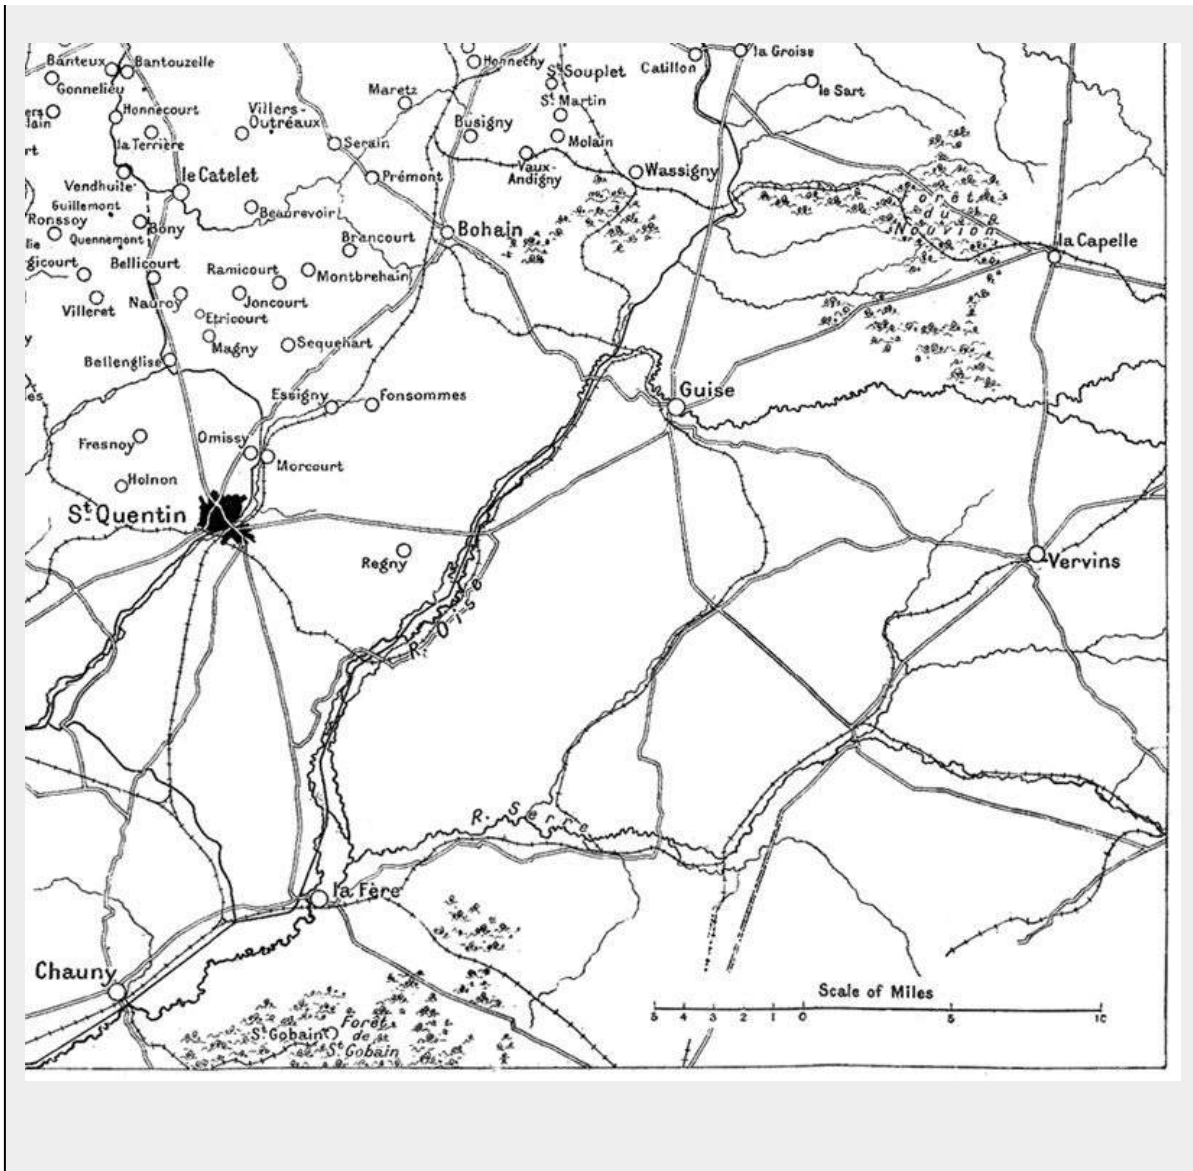 la Groise
Banteux
Bantouzelle
Honnechy
Catillon
Gonnelieu
St Souplet
Maretz
le Sart
Honnecourt
Villers-
Outréaux
St Martin
la Terrière
Busigny
Serain
Molain
Vendhuile
le Catelet
Prémont
Vaux-
Andigny
Wassigny
Guillemont
Beaurevoir
Forêt
du
Nouvion
Ronssoy
Bony
Quennemont
Brancourt
Bohain
la Capelle
Bellicourt
Ramicourt
Montbrehain
Villeret
Nauroy
Joncourt
Etricourt
Magny
Sequehart
Bellenglise
Essigny
Fonsommes
Guise
Fresnoy
Omissy
Morcourt
Holnon
St. Quentin
Regny
Vervins
R. Oise
R. Serre
la Fère
Chauny
Scale of Miles
5 4 3 2 1 0 5 10
St Gobain
Forêt
de
St Gobain